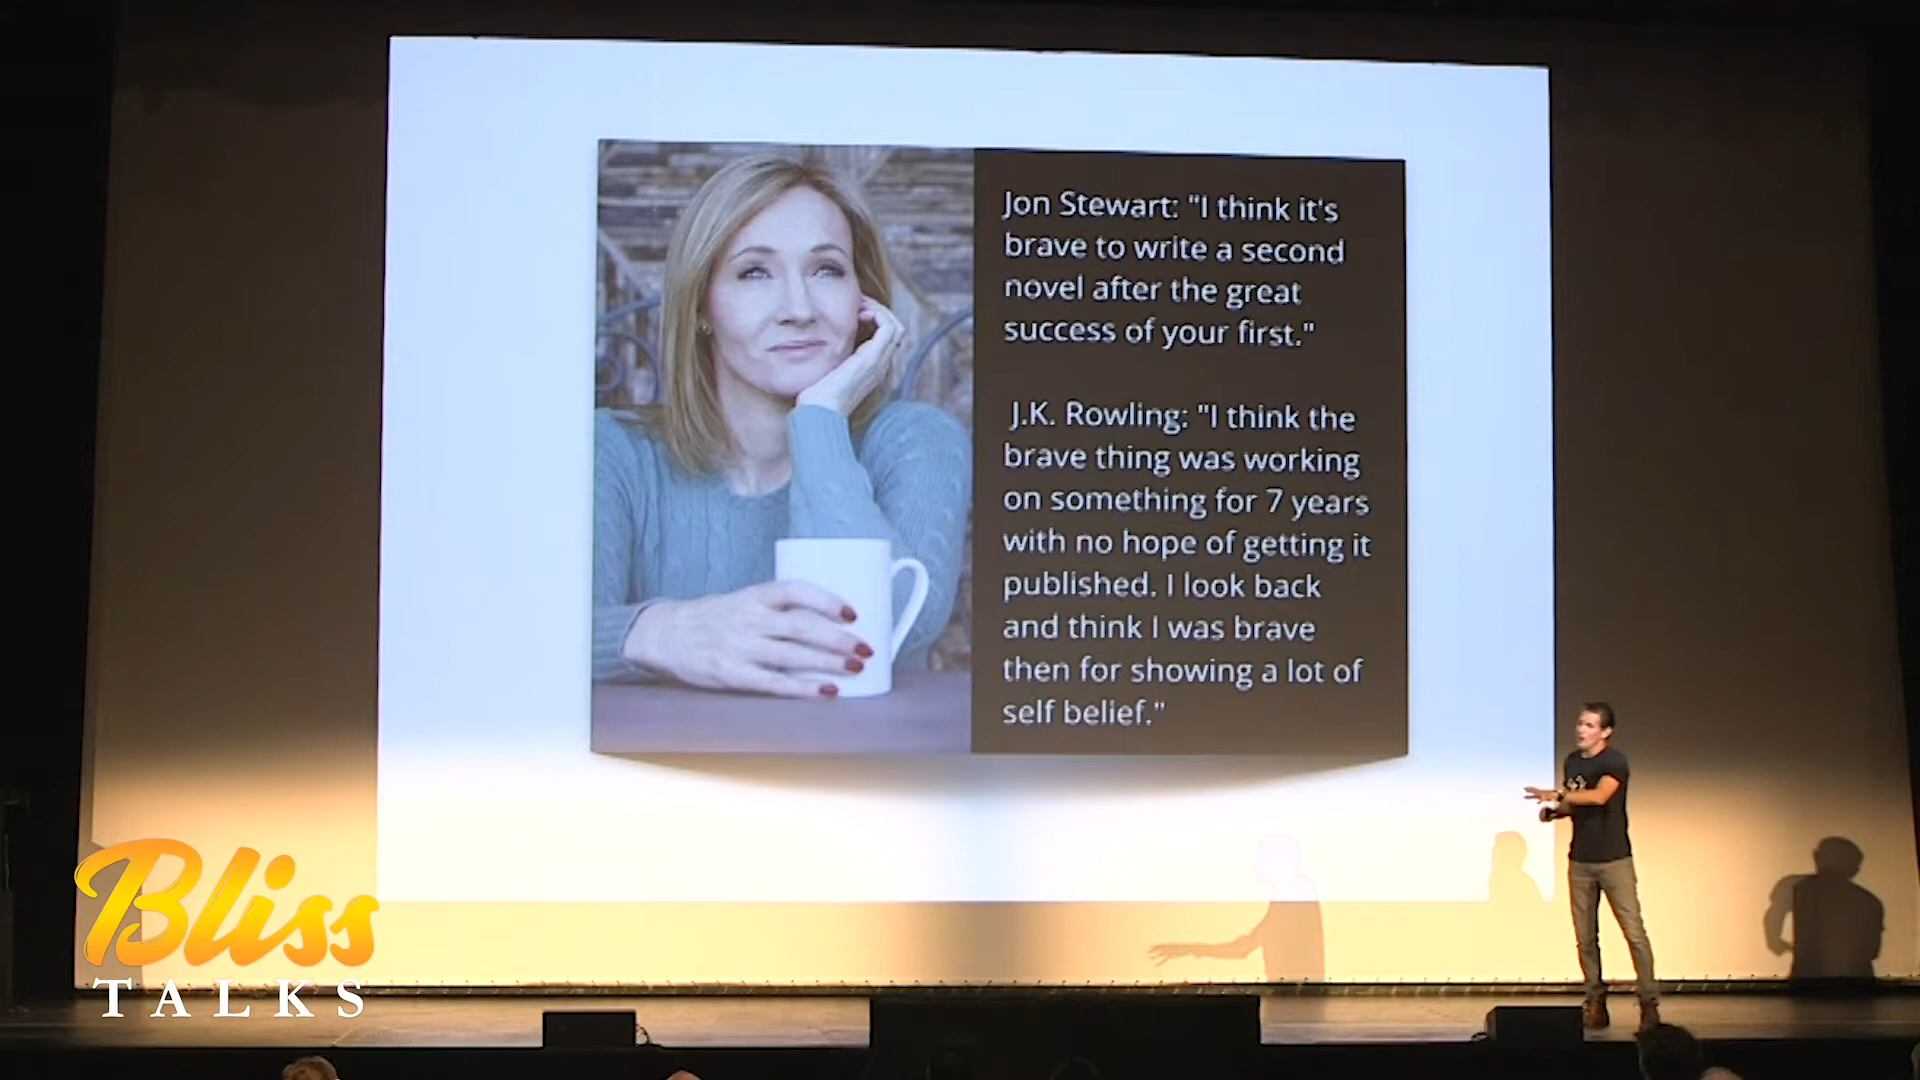 Jon Stewart: "I think it's
brave to write a second
novel after the great
success of your first."
J.K. Rowling: "I think the
brave thing was working
on something for 7 years
with no hope of getting it
published. I look back
and think I was brave
then for showing a lot of
self belief."
Bliss
TALKS